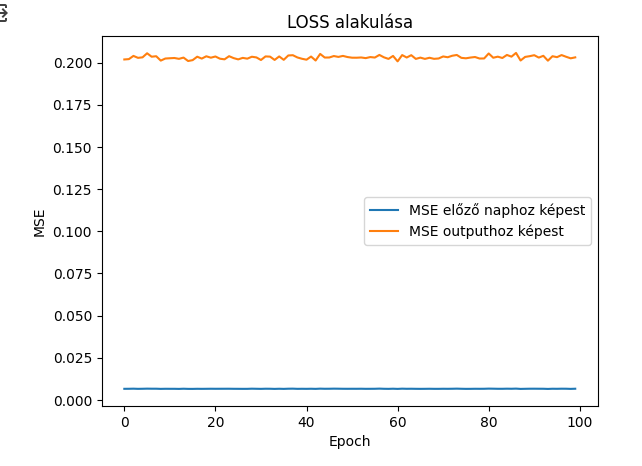 LOSS alakulása
0.200
0.175
0.150
0.125
0.100
0.075
0.050
0.025
0.000
MSE
MSE előző naphoz képest
MSE outputhoz képest
0 20 40 60 80 100
Epoch